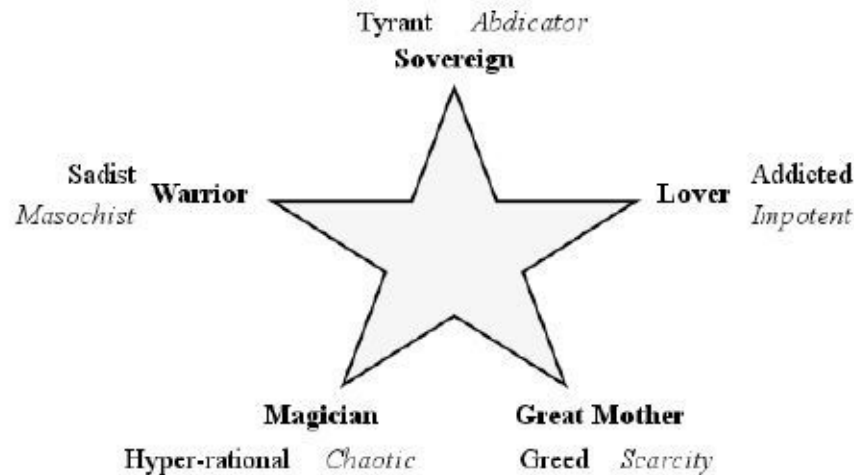 Tyrant Abdicator
Sovereign
Sadist
Warrior
Masochist
Lover
Addicted
Impotent
Magician
Great Mother
Hyper-rational Chaotic
Greed Scarcity